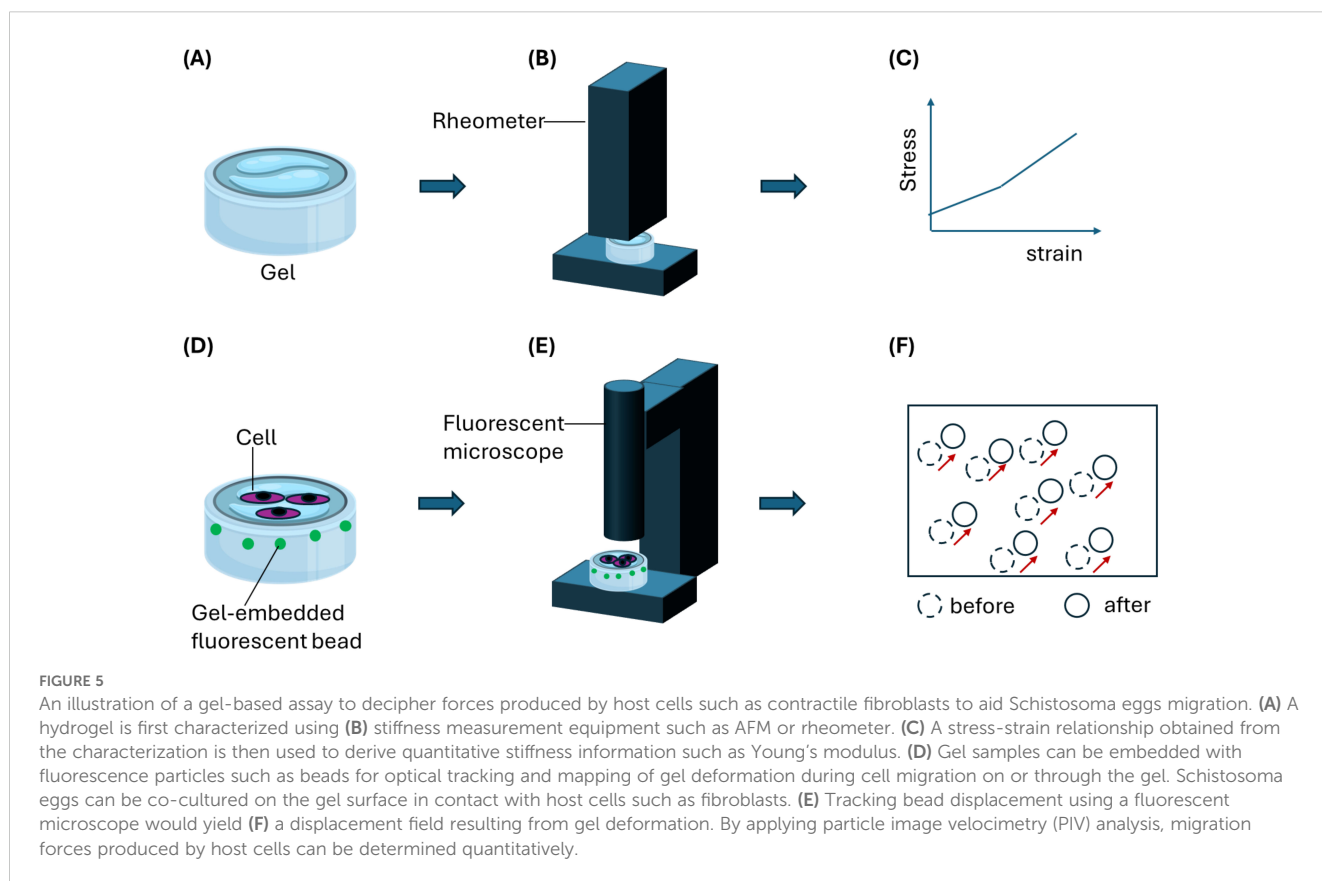 (A)
(B)
(C)
Rheometer
Stress
strain
Gel
(D)
(E)
(F)
Cell
Fluorescent
microscope
Gel-embedded
fluorescent bead
before
after
FIGURE 5
An illustration of a gel-based assay to decipher forces produced by host cells such as contractile fibroblasts to aid Schistosoma eggs migration. (A) A
hydrogel is first characterized using (B) stiffness measurement equipment such as AFM or rheometer. (C) A stress-strain relationship obtained from
the characterization is then used to derive quantitative stiffness information such as Young's modulus. (D) Gel samples can be embedded with
fluorescence particles such as beads for optical tracking and mapping of gel deformation during cell migration on or through the gel. Schistosoma
eggs can be co-cultured on the gel surface in contact with host cells such as fibroblasts. (E) Tracking bead displacement using a fluorescent
microscope would yield (F) a displacement field resulting from gel deformation. By applying particle image velocimetry (PIV) analysis, migration
forces produced by host cells can be determined quantitatively.